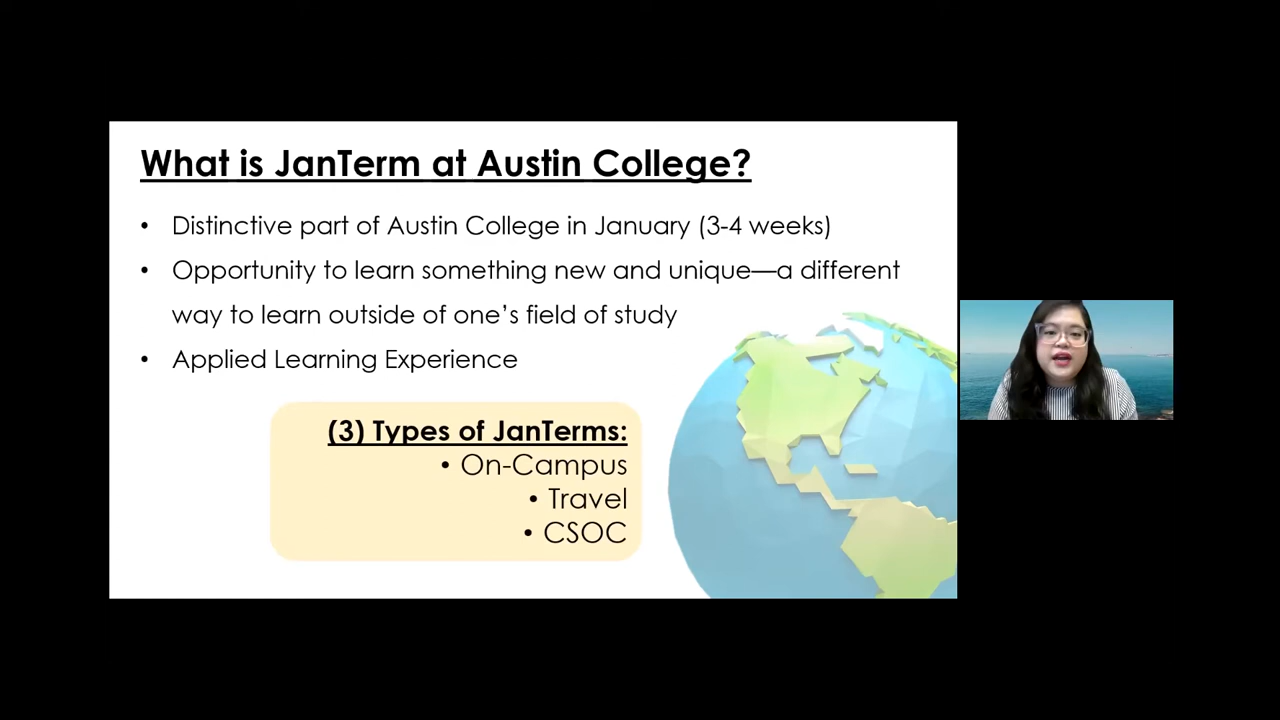 What is JanTerm at Austin College?
• Distinctive part of Austin College in January (3-4 weeks)
• Opportunity to learn something new and unique—a different
way to learn outside of one’s field of study
• Applied Learning Experience
(3) Types of JanTerms:
• On-Campus
• Travel
• CSOC